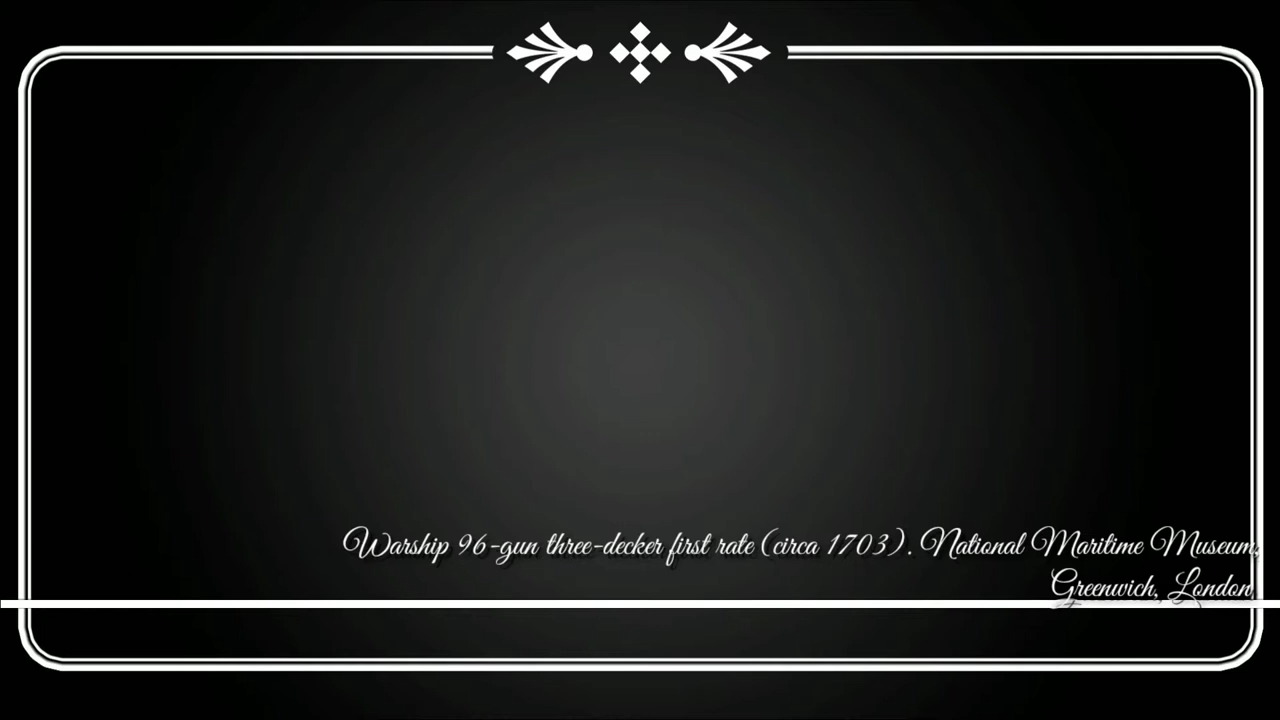 Warship 96-gun three-decker first rate (circa 1703). National Maritime Museum,
Greenwich, London